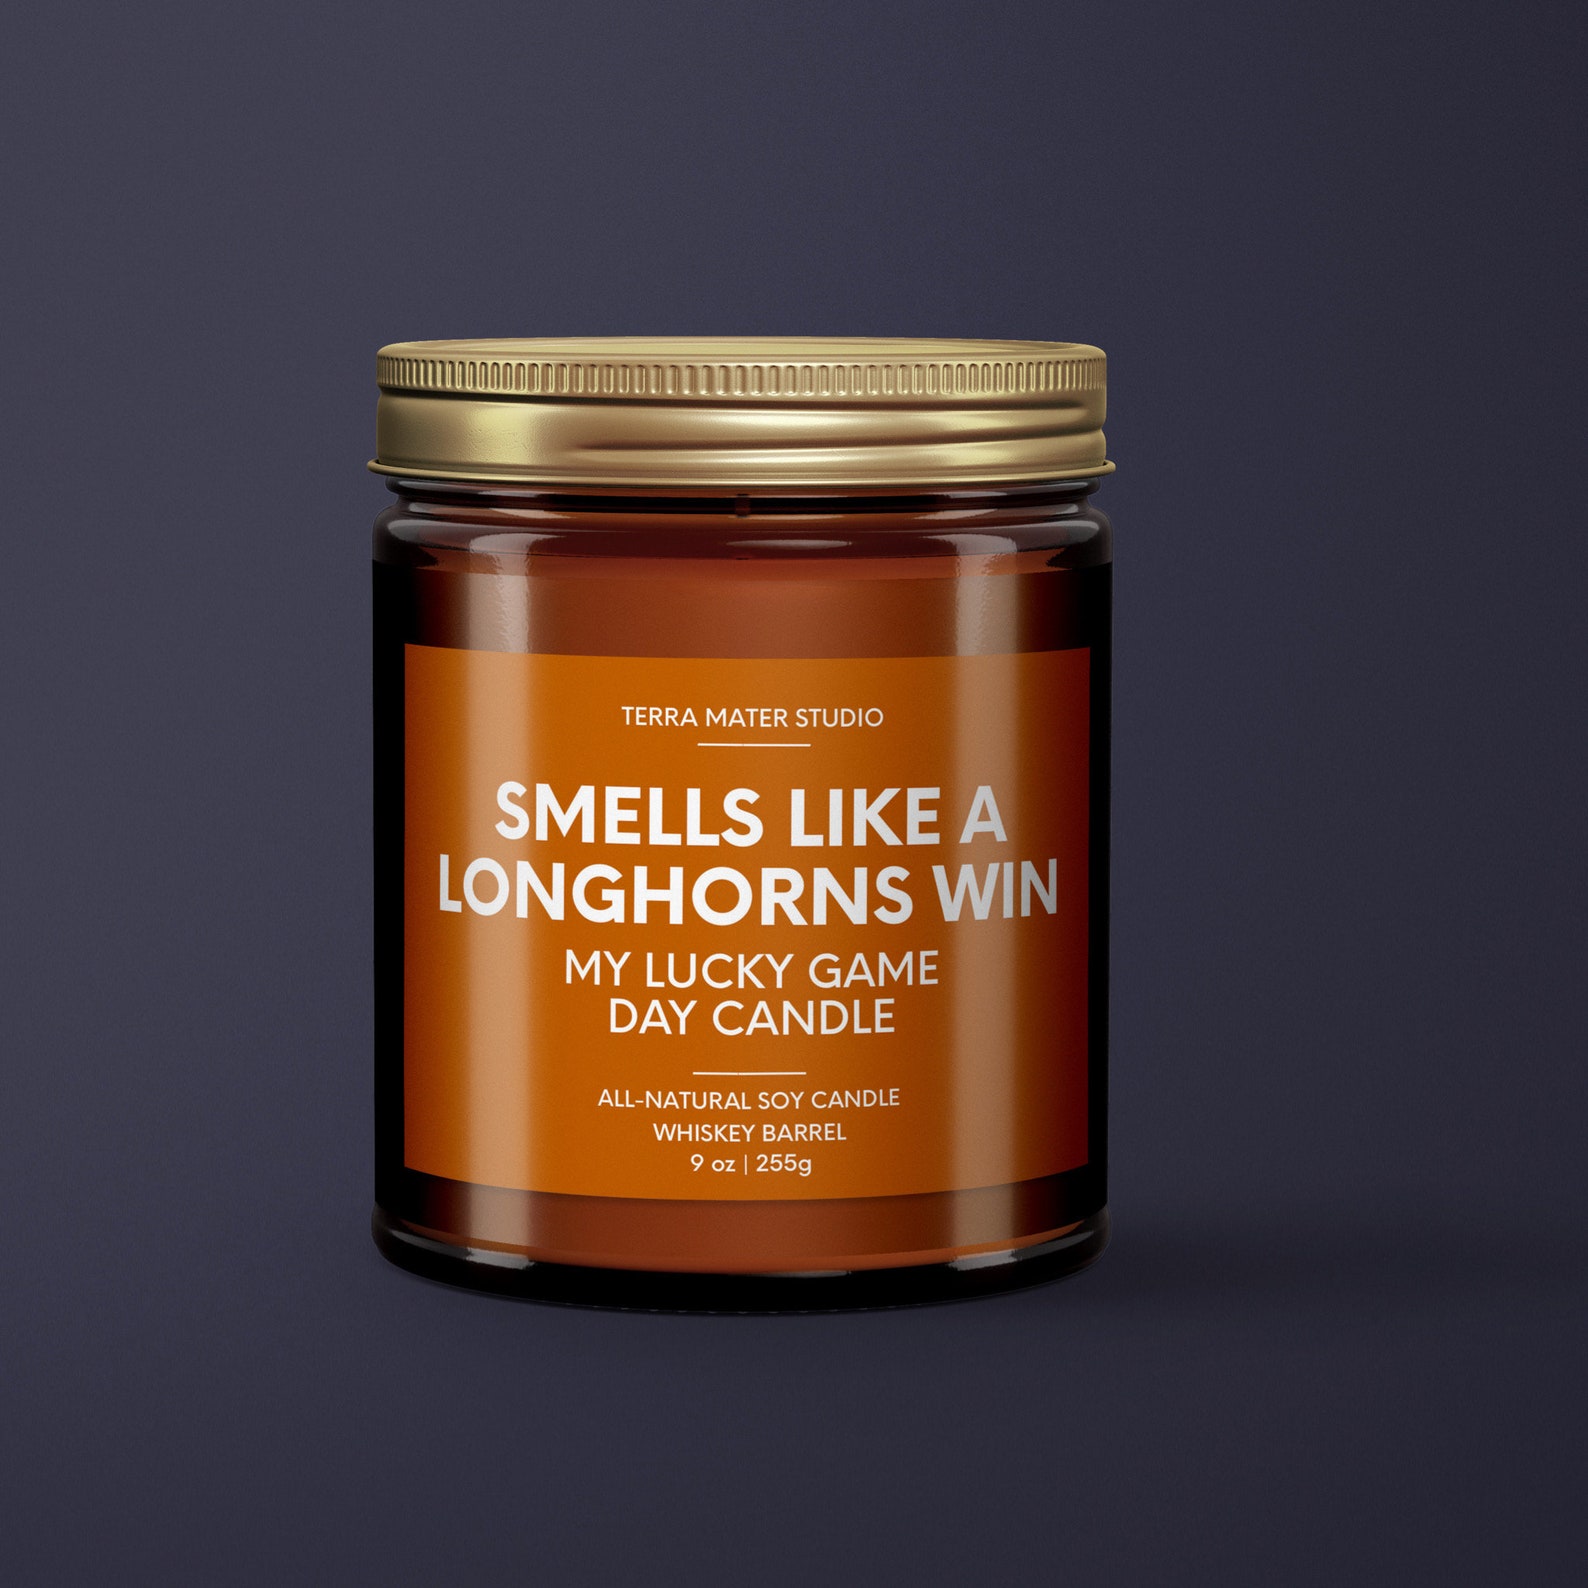 TERRA MATER STUDIO
SMELLS LIKE A
LONGHORNS WIN
MY LUCKY GAME
DAY CANDLE
ALL-NATURAL SOY CANDLE
WHISKEY BARREL
9 oz | 255g